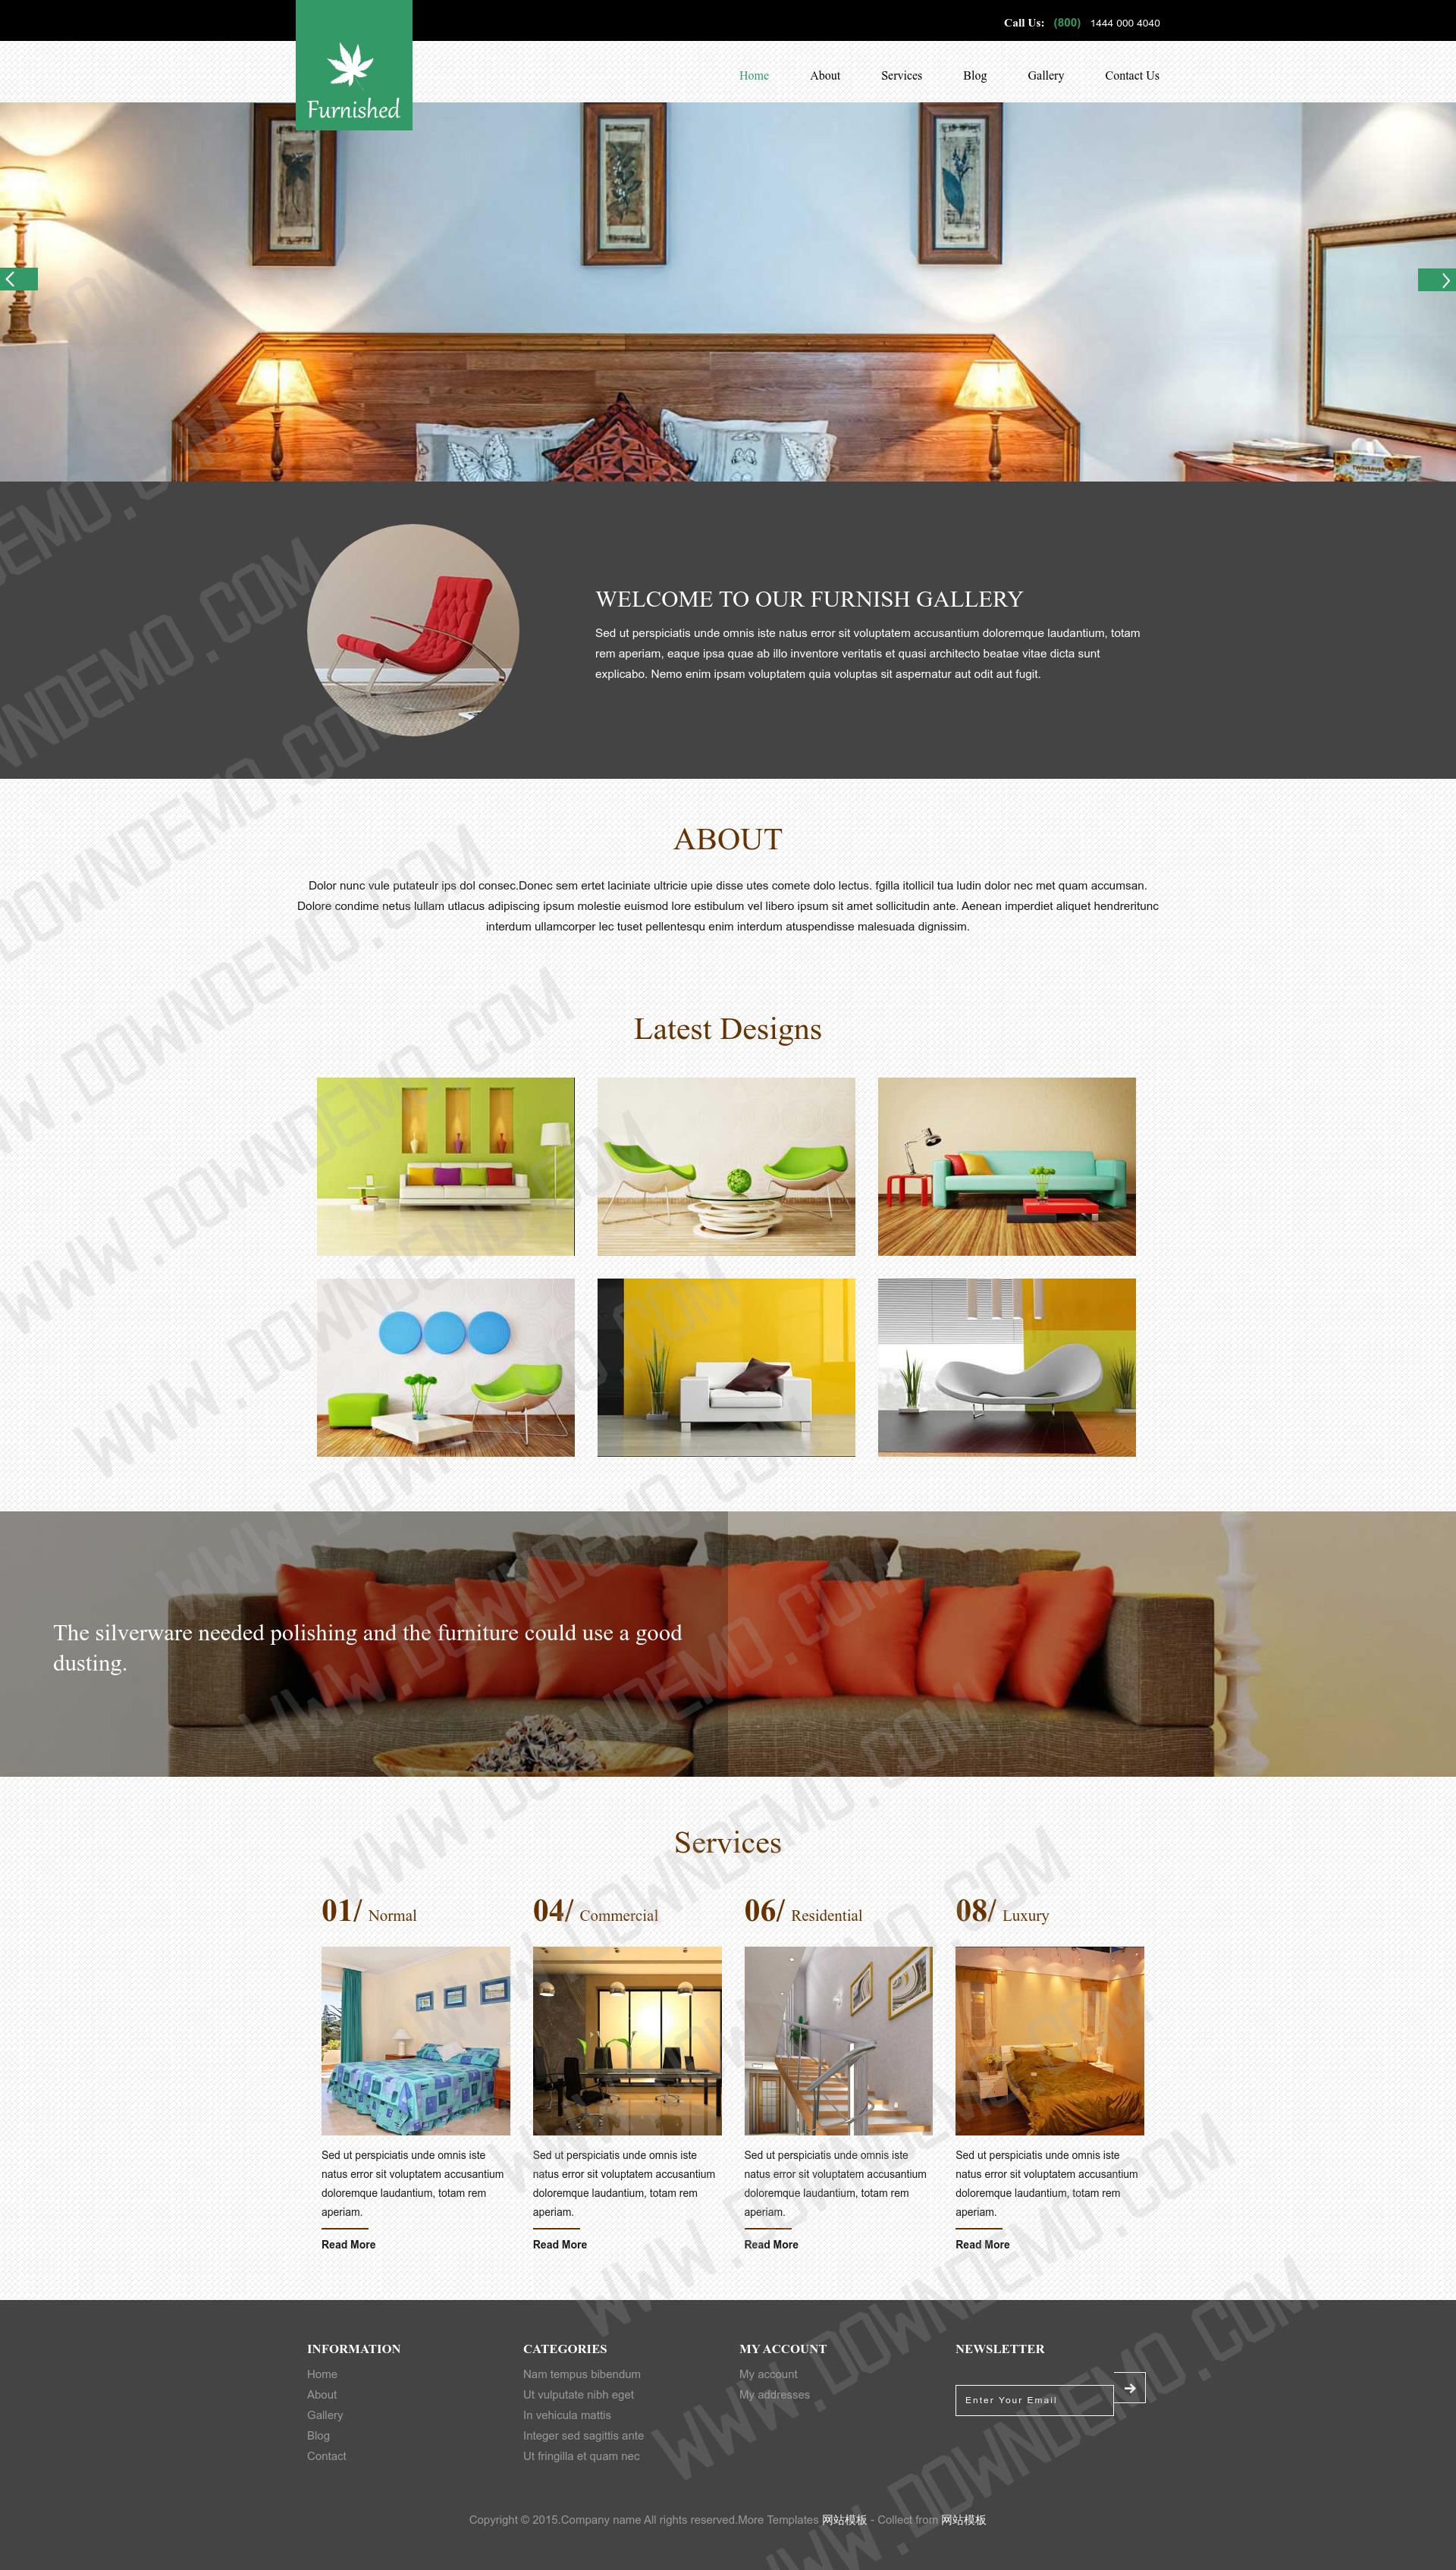 Call Us: (800) 1444 000 4040
Furnished
Home About Services Blog Gallery Contact Us
WELCOME TO OUR FURNISH GALLERY
Sed ut perspiciatis unde omnis iste natus error sit voluptatem accusantium doloremque laudantium, totam
rem aperiam, eaque ipsa quae ab illo inventore veritatis et quasi architecto beatae vitae dicta sunt
explicabo. Nemo enim ipsam voluptatem quia voluptas sit aspernatur aut odit aut fugit.
ABOUT
Dolor nunc vule putateulr ips dol consec.Donec sem ertet laciniate ultricie upie disse utes comete dolo lectus. fgilla itollicil tua ludin dolor nec met quam accumsan.
Dolore condime netus lullam utlacus adipiscing ipsum molestie euismod lore estibulum vel libero ipsum sit amet sollicitudin ante. Aenean imperdiet aliquet hendreritunc
interdum ullamcorper lec tuset pellentesqu enim interdum atuspendisse malesuada dignissim.
Latest Designs
The silverware needed polishing and the furniture could use a good
dusting.
Services
01/ Normal
Sed ut perspiciatis unde omnis iste
natus error sit voluptatem accusantium
doloremque laudantium, totam rem
aperiam.
Read More
04/ Commercial
Sed ut perspiciatis unde omnis iste
natus error sit voluptatem accusantium
doloremque laudantium, totam rem
aperiam.
Read More
06/ Residential
Sed ut perspiciatis unde omnis iste
natus error sit voluptatem accusantium
doloremque laudantium, totam rem
aperiam.
Read More
08/ Luxury
Sed ut perspiciatis unde omnis iste
natus error sit voluptatem accusantium
doloremque laudantium, totam rem
aperiam.
Read More
INFORMATION
Home
About
Gallery
Blog
Contact
CATEGORIES
Nam tempus bibendum
Ut vulputate nibh eget
In vehicula mattis
Integer sed sagittis ante
Ut fringilla et quam nec
MY ACCOUNT
My account
My addresses
NEWSLETTER
Enter Your Email
Copyright © 2015.Company name All rights reserved.More Templates 网站模板 - Collect from 网站模板
WWW.DOWNDEMO.COM